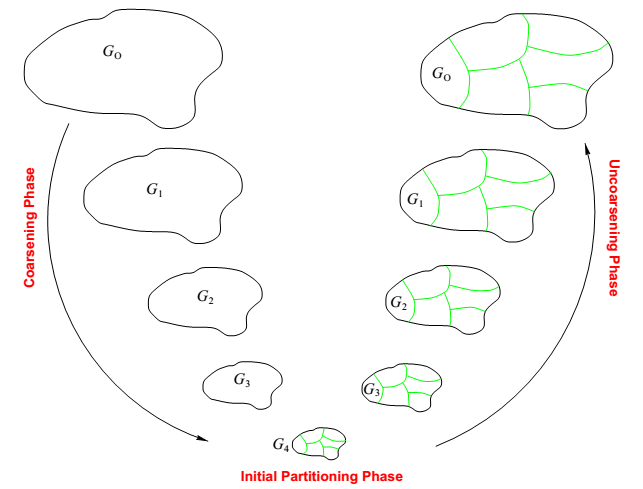 G₀
G₀
Coarsening Phase
G₁
G₁
Uncoarsening Phase
G₂
G₂
G₃
G₃
G₄
Initial Partitioning Phase